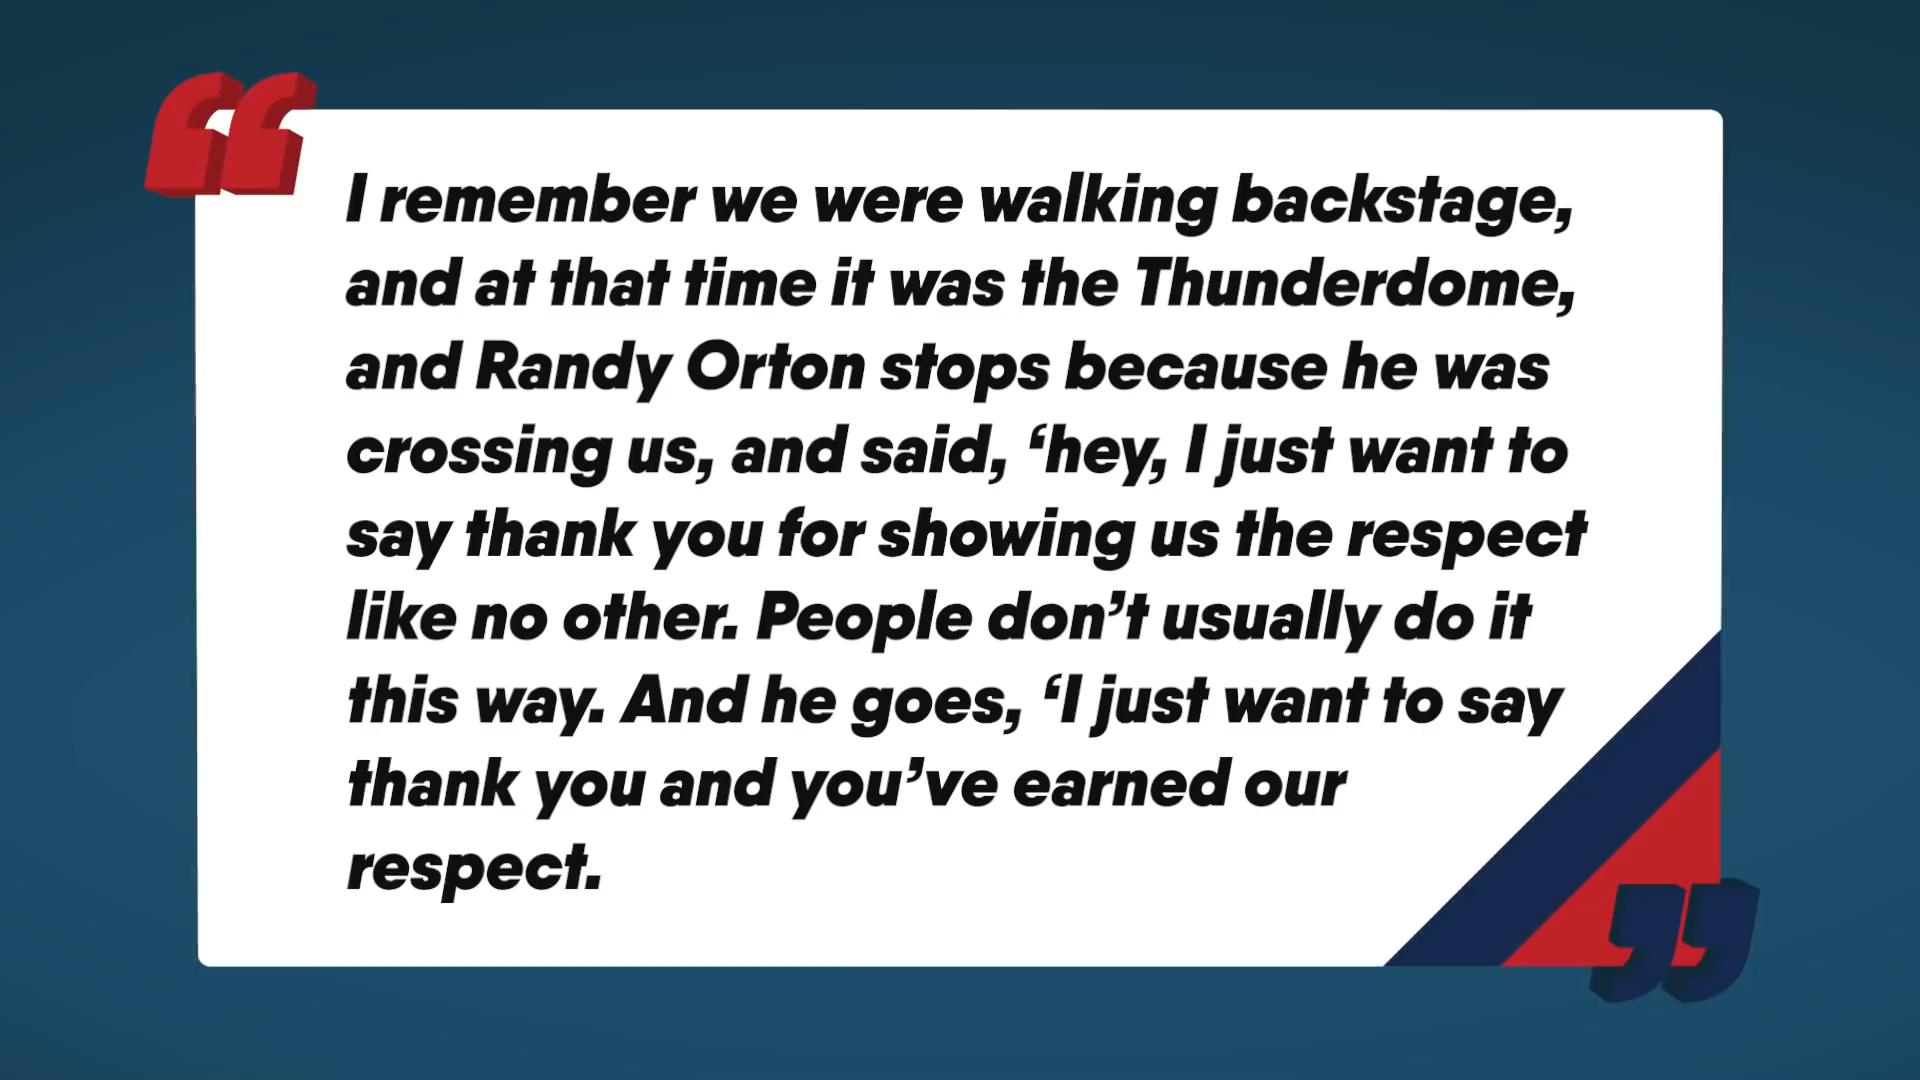 I remember we were walking backstage,
and at that time it was the Thunderdome,
and Randy Orton stops because he was
crossing us, and said, ‘hey, I just want to
say thank you for showing us the respect
like no other. People don’t usually do it
this way. And he goes, ‘I just want to say
thank you and you’ve earned our
respect.